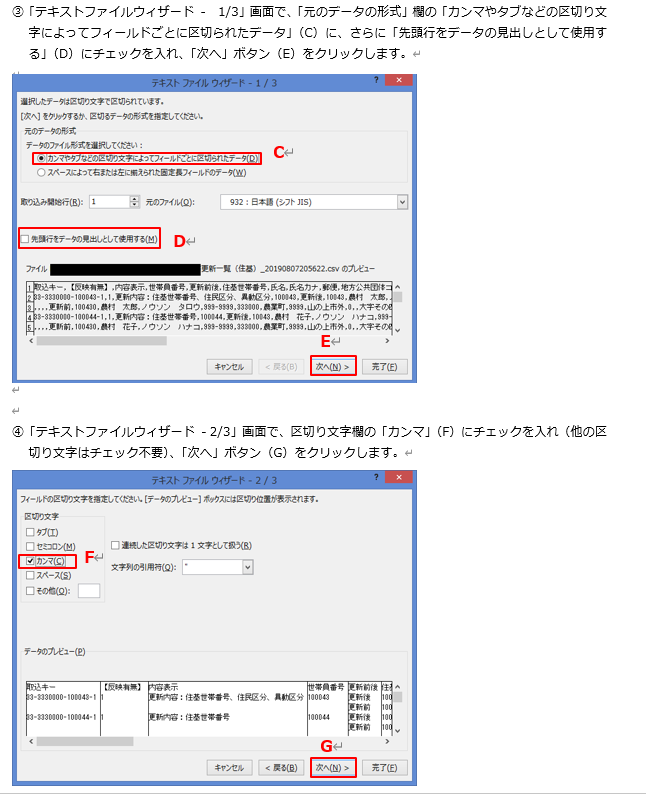 ③「テキストファイルウィザード - 1/3」画面で、「元のデータの形式」欄の「カンマやタブなどの区切り文
字によってフィールドごとに区切られたデータ」（C）に、さらに「先頭行をデータの見出しとして使用す
る」（D）にチェックを入れ、「次へ」ボタン（E）をクリックします。
テキスト ファイル ウィザード - 1 / 3
選択したデータは区切り文字で区切られています。
[次へ] をクリックするか、区切るデータの形式を指定してください。
元のデータの形式
データのファイル形式を選択してください：
カンマやタブなどの区切り文字によってフィールドごとに区切られたデータ(D)
C
スペースによって右または左に揃えられた固定長フィールドのデータ(W)
取り込み開始行(R): 1 元のファイル(O): 932 : 日本語 (シフト JIS)
先頭行をデータの見出しとして使用する(M)
D
ファイル 更新一覧（住基）_20190807205622.csv のプレビュー
1 取込キー,【反映有無】,内容表示,世帯員番号,更新前後,住基世帯番号,氏名,氏名カナ,郵便,地方公共団体コ
2 33-3330000-100043-1,1,更新内容：住基世帯番号、住民区分、異動区分,100043,更新後,10043,農村 太郎,ノ
3 ,,,,更新前,100430,農村 太郎,ノウソン タロウ,999-9999,333000,農業町,9999,山の上市外,0,,大字その
4 33-3330000-100044-1,1,更新内容：住基世帯番号,100044,更新後,10043,農村 花子,ノウソン ハナコ,999-
5 ,,,,更新前,100430,農村 花子,ノウソン ハナコ,999-9999,333000,農業町,9999,山の上市外,0,,大字その
E
キャンセル < 戻る(B) 次へ(N) > 完了(F)
④「テキストファイルウィザード - 2/3」画面で、区切り文字欄の「カンマ」（F）にチェックを入れ（他の区
切り文字はチェック不要）、「次へ」ボタン（G）をクリックします。
テキスト ファイル ウィザード - 2 / 3
フィールドの区切り文字を指定してください。[データのプレビュー] ボックスには区切り位置が表示されます。
区切り文字
タブ(T)
セミコロン(M)
カンマ(C)
F
スペース(S)
その他(O):
連続した区切り文字は 1 文字として扱う(R)
文字列の引用符(Q): "
データのプレビュー(P)
取込キー 【反映有無】 内容表示 世帯員番号 更新前後 住基
33-3330000-100043-1 1 更新内容：住基世帯番号、住民区分、異動区分 100043 更新後 100
更新前 100
33-3330000-100044-1 1 更新内容：住基世帯番号 100044 更新後 100
更新前 100
G
キャンセル < 戻る(B) 次へ(N) > 完了(F)